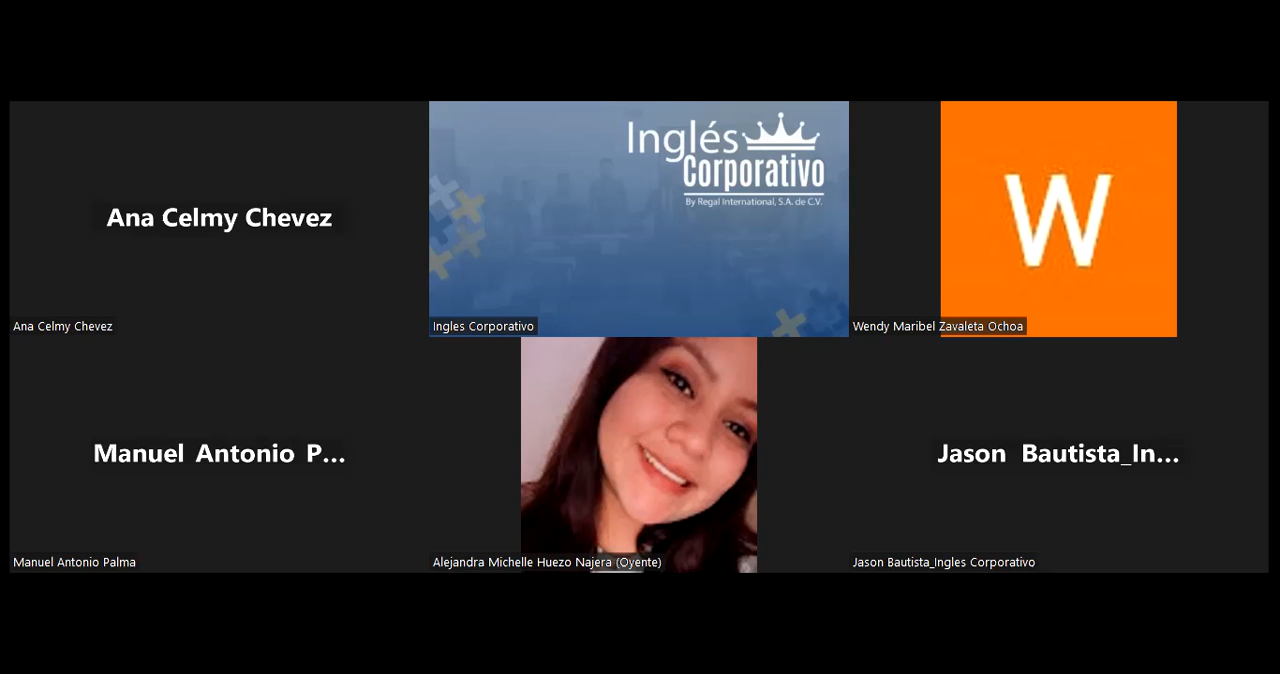 Ana Celmy Chevez
Ana Celmy Chevez
Inglés
Corporativo
By Regal International, S.A. de C.V.
Ingles Corporativo
W
Wendy Maribel Zavaleta Ochoa
Manuel Antonio P...
Manuel Antonio Palma
Alejandra Michelle Huezo Najera (Oyente)
Jason Bautista_In...
Jason Bautista_Ingles Corporativo